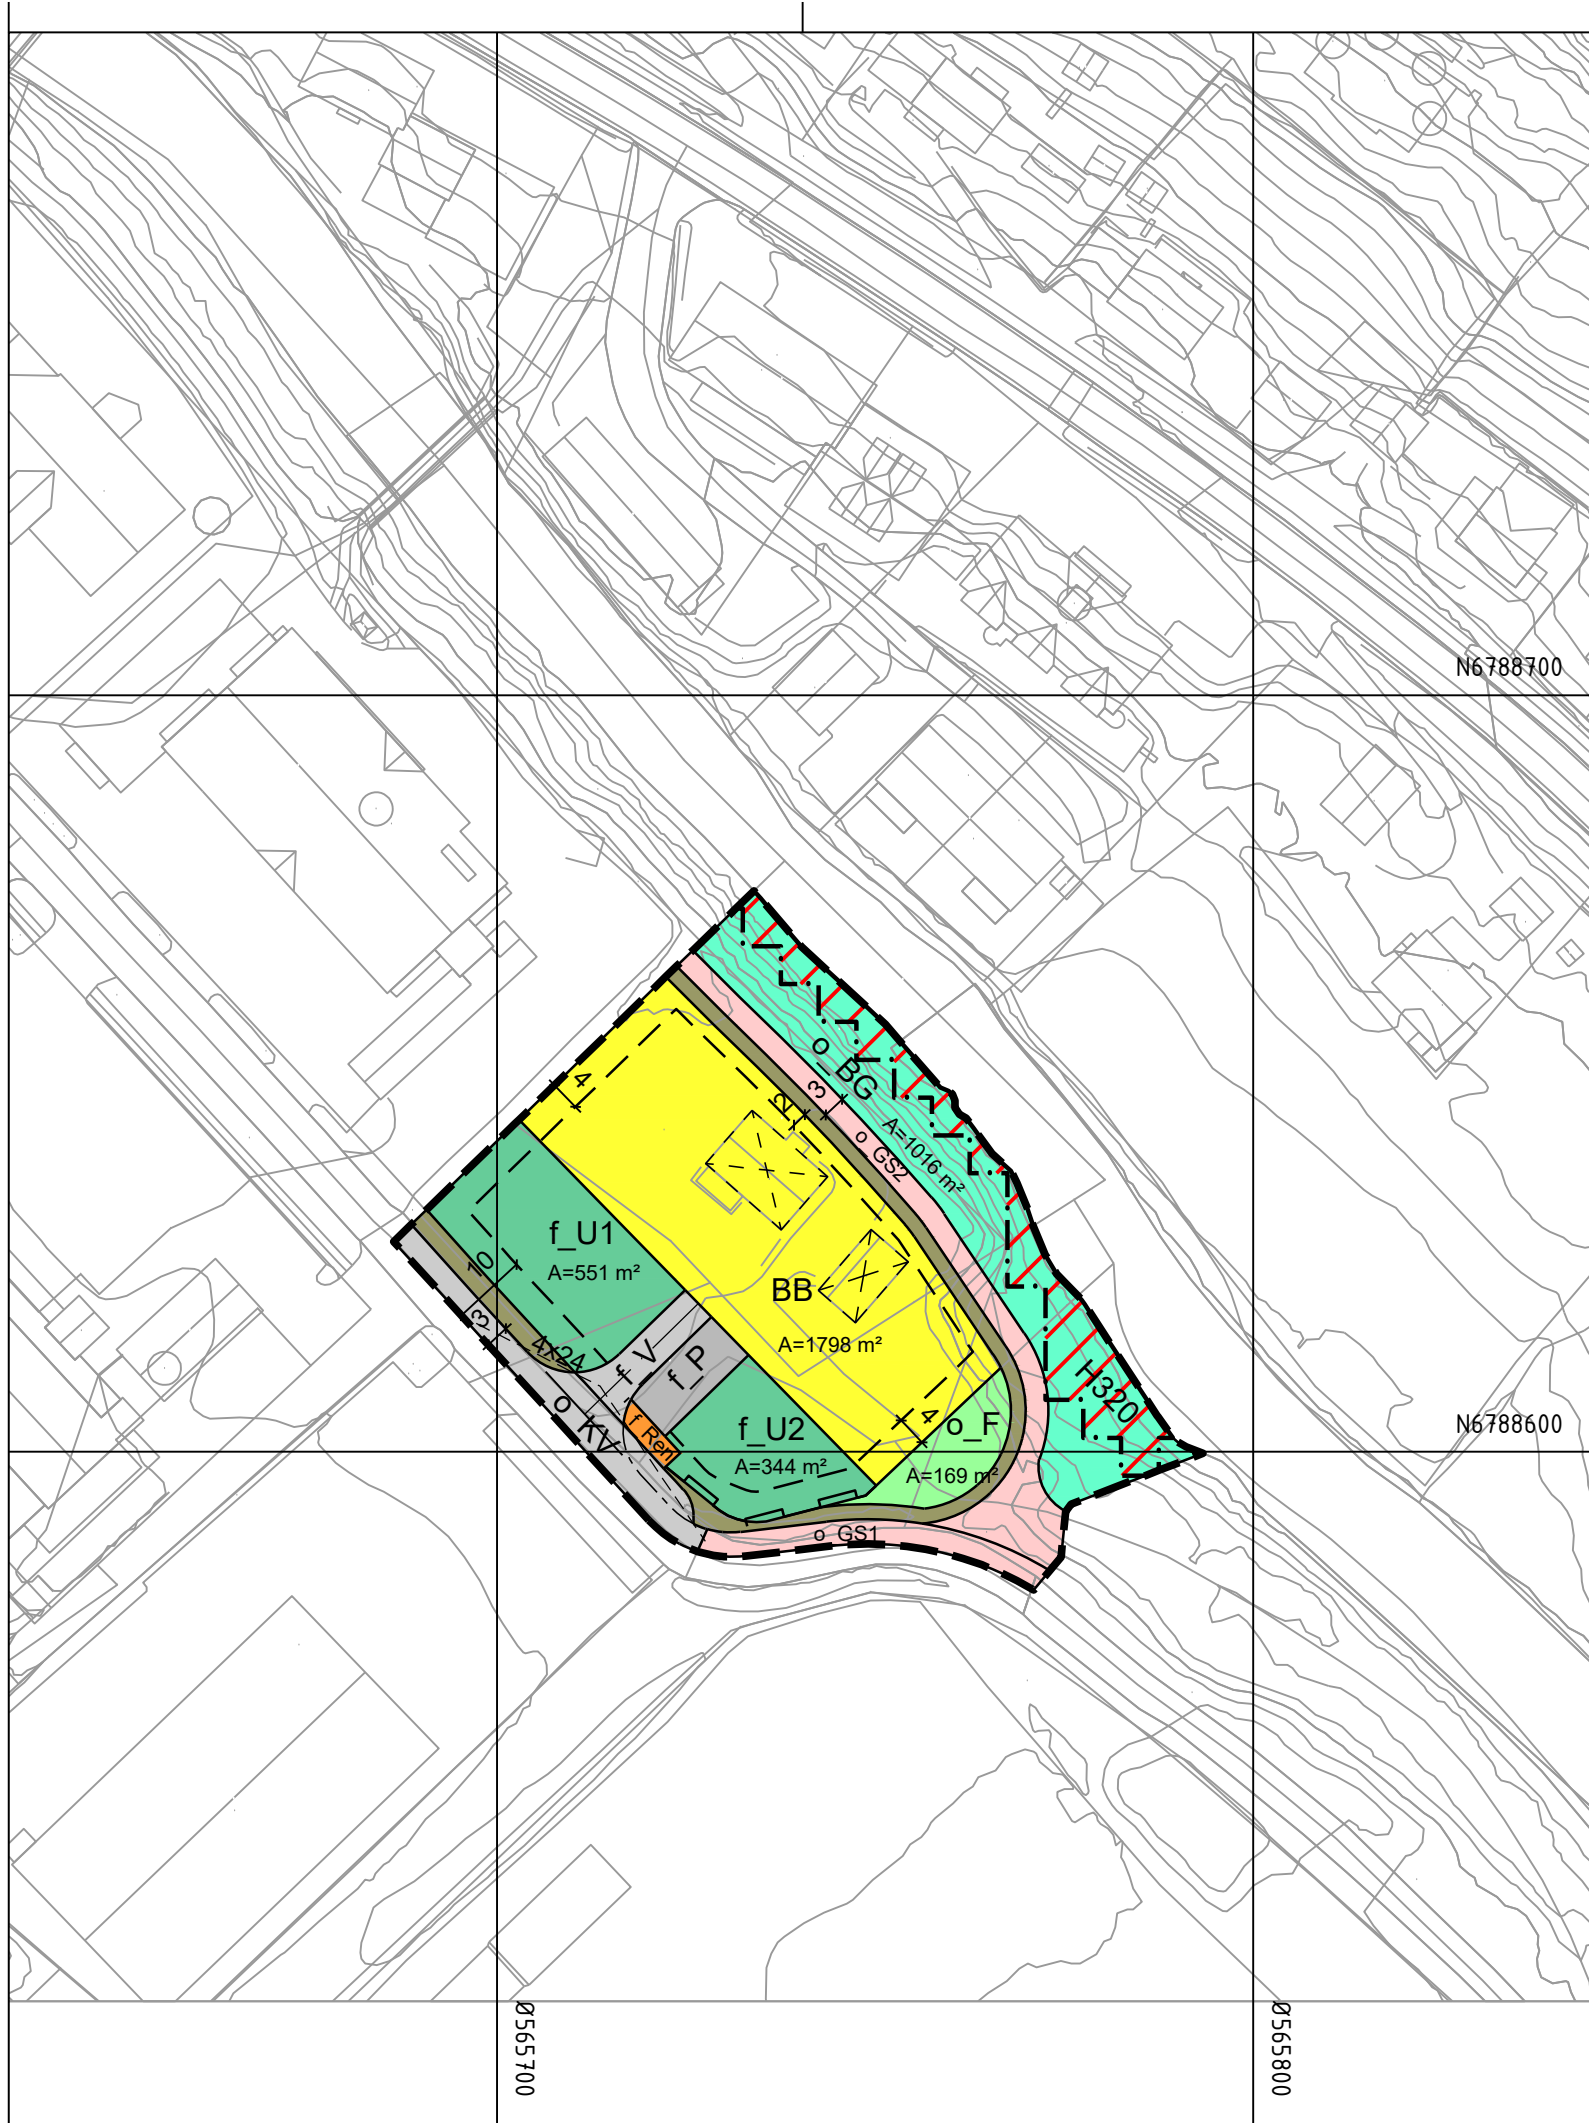 N6788700
o_BG
4
3
2
A=1016 m²
o_GS2
f_U1
A=551 m²
10
BB
A=1798 m²
3
4x24
f_V
f_P
H320
o_KV
f_Ren
f_U2
A=344 m²
4
o_F
A=169 m²
N6788600
o_GS1
Ø565700
Ø565800